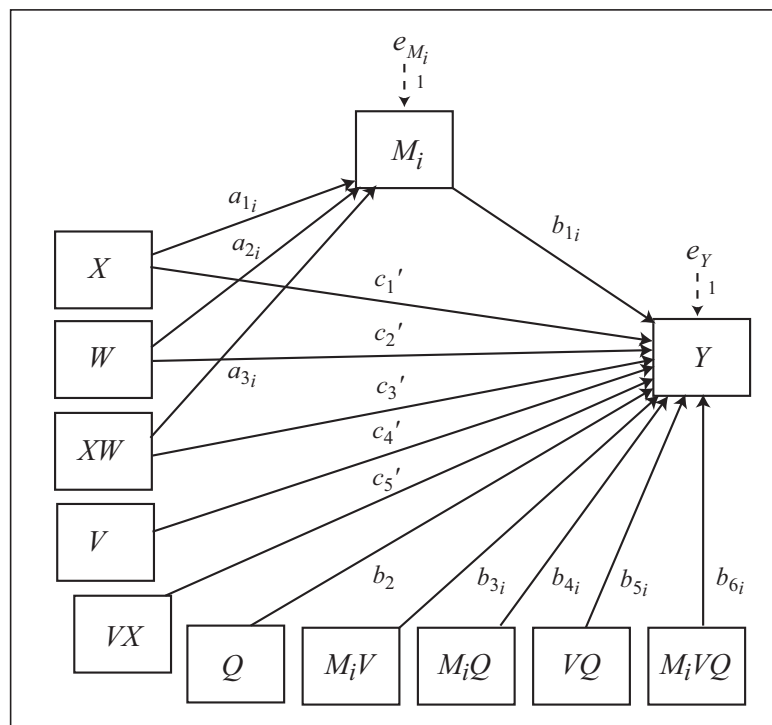 e_{M_i}
1
M_i
a_{1_i}
b_{1_i}
a_{2_i}
X
c_1′
e_Y
1
W
c_2′
Y
a_{3_i}
c_3′
XW
c_4′
c_5′
V
b_2
b_{3_i}
b_{4_i}
b_{5_i}
b_{6_i}
VX
Q
M_iV
M_iQ
VQ
M_iVQ